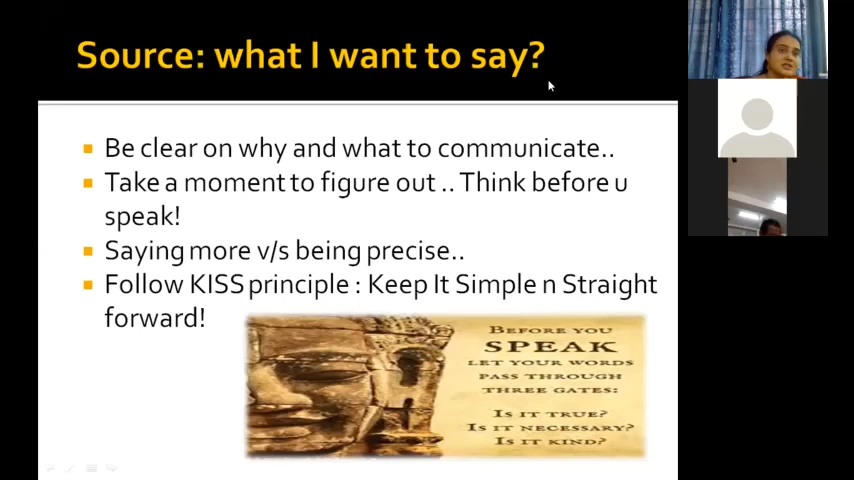 Source: what I want to say?
Be clear on why and what to communicate..
Take a moment to figure out .. Think before u
speak!
Saying more v/s being precise..
Follow KISS principle : Keep It Simple n Straight
forward!
BEFORE YOU
SPEAK
LET YOUR WORDS
PASS THROUGH
THREE GATES:
IS IT TRUE?
IS IT NECESSARY?
IS IT KIND?